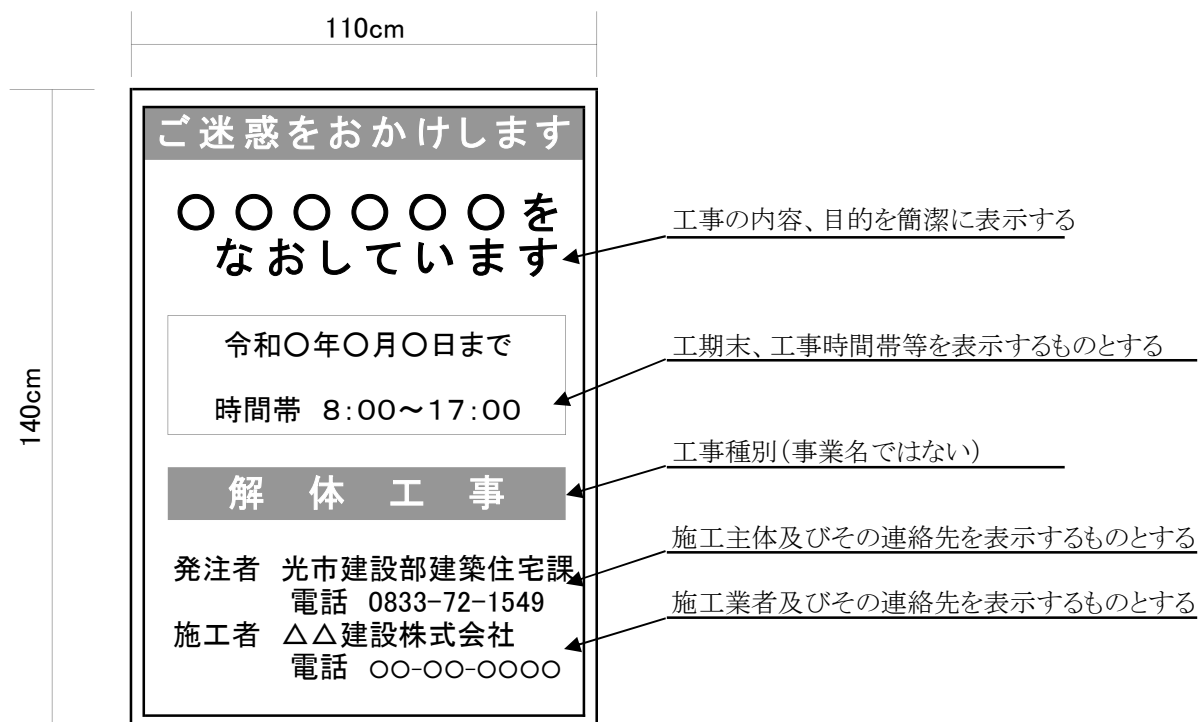 110cm
140cm
ご迷惑をおかけします
〇〇〇〇〇〇を
なおしています
工事の内容、目的を簡潔に表示する
令和〇年〇月〇日まで
時間帯 8:00~17:00
工期末、工事時間帯等を表示するものとする
工事種別(事業名ではない)
解体工事
発注者 光市建設部建築住宅課
電話 0833-72-1549
施工主体及びその連絡先を表示するものとする
施工者 △△建設株式会社
電話 ○○-○○-○○○○
施工業者及びその連絡先を表示するものとする